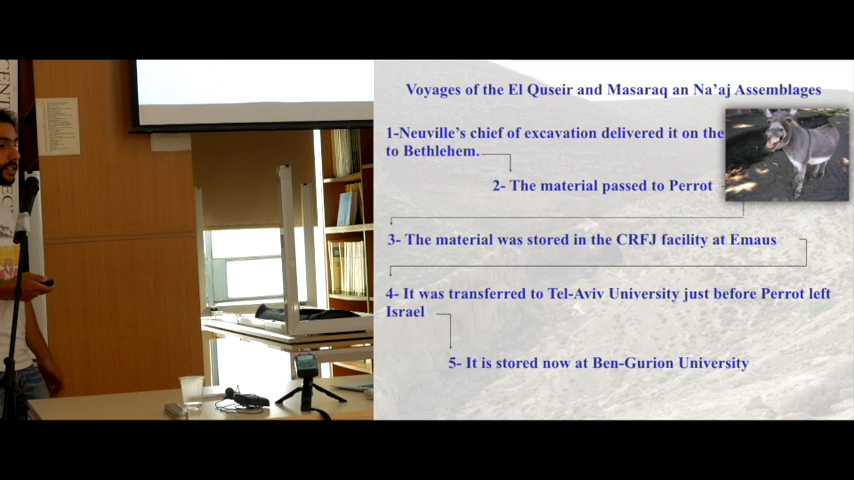 Voyages of the El Quseir and Masaraq an Na'aj Assemblages
1-Neuville's chief of excavation delivered it on the
to Bethlehem.
2- The material passed to Perrot
3- The material was stored in the CRFJ facility at Emaus
4- It was transferred to Tel-Aviv University just before Perrot left
Israel
5- It is stored now at Ben-Gurion University